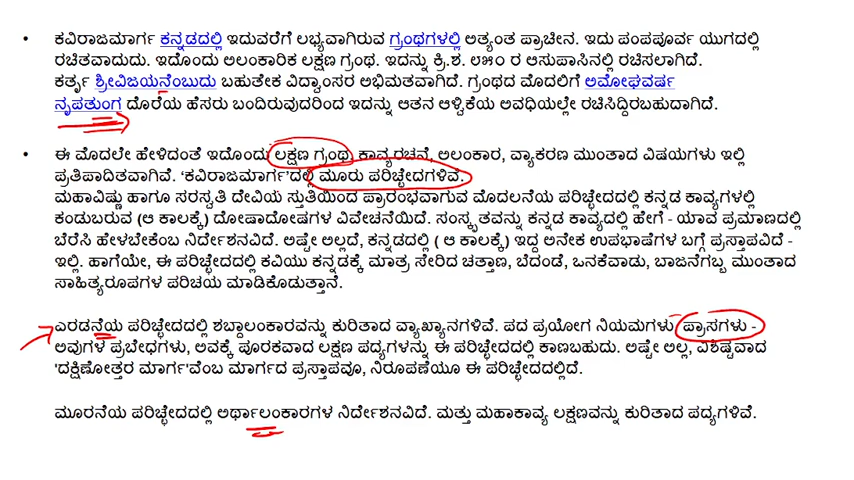 • ಕವಿರಾಜಮಾರ್ಗ ಕನ್ನಡದಲ್ಲಿ ಇದುವರೆಗೆ ಲಭ್ಯವಾಗಿರುವ ಗ್ರಂಥಗಳಲ್ಲಿ ಅತ್ಯಂತ ಪ್ರಾಚೀನ. ಇದು ಪಂಪಪೂರ್ವ ಯುಗದಲ್ಲಿ
ರಚಿತವಾದುದು. ಇದೊಂದು ಅಲಂಕಾರಿಕ ಲಕ್ಷಣ ಗ್ರಂಥ. ಇದನ್ನು ಕ್ರಿ.ಶ. ೮೫೦ ರ ಆಸುಪಾಸಿನಲ್ಲಿ ರಚಿಸಲಾಗಿದೆ.
ಕರ್ತೃ ಶ್ರೀವಿಜಯನೆಂಬುದು ಬಹುತೇಕ ವಿದ್ವಾಂಸರ ಅಭಿಮತವಾಗಿದೆ. ಗ್ರಂಥದ ಮೊದಲಿಗೆ ಅಮೋಘವರ್ಷ
ನೃಪತುಂಗ ದೊರೆಯ ಹೆಸರು ಬಂದಿರುವುದರಿಂದ ಇದನ್ನು ಆತನ ಆಳ್ವಿಕೆಯ ಅವಧಿಯಲ್ಲೇ ರಚಿಸಿದ್ದಿರಬಹುದಾಗಿದೆ.
• ಈ ಮೊದಲೇ ಹೇಳಿದಂತೆ ಇದೊಂದು ಲಕ್ಷಣ ಗ್ರಂಥ. ಕಾವ್ಯರಚನೆ, ಅಲಂಕಾರ, ವ್ಯಾಕರಣ ಮುಂತಾದ ವಿಷಯಗಳು ಇಲ್ಲಿ
ಪ್ರತಿಪಾದಿತವಾಗಿವೆ. 'ಕವಿರಾಜಮಾರ್ಗ'ದಲ್ಲಿ ಮೂರು ಪರಿಚ್ಛೇದಗಳಿವೆ.
ಮಹಾವಿಷ್ಣು ಹಾಗೂ ಸರಸ್ವತಿ ದೇವಿಯ ಸ್ತುತಿಯಿಂದ ಪ್ರಾರಂಭವಾಗುವ ಮೊದಲನೆಯ ಪರಿಚ್ಛೇದದಲ್ಲಿ ಕನ್ನಡ ಕಾವ್ಯಗಳಲ್ಲಿ
ಕಂಡುಬರುವ (ಆ ಕಾಲಕ್ಕೆ) ದೋಷಾದೋಷಗಳ ವಿವೇಚನೆಯಿದೆ. ಸಂಸ್ಕೃತವನ್ನು ಕನ್ನಡ ಕಾವ್ಯದಲ್ಲಿ ಹೇಗೆ - ಯಾವ ಪ್ರಮಾಣದಲ್ಲಿ
ಬೆರೆಸಿ ಹೇಳಬೇಕೆಂಬ ನಿರ್ದೇಶನವಿದೆ. ಅಷ್ಟೇ ಅಲ್ಲದೆ, ಕನ್ನಡದಲ್ಲಿ ( ಆ ಕಾಲಕ್ಕೆ) ಇದ್ದ ಅನೇಕ ಉಪಭಾಷೆಗಳ ಬಗ್ಗೆ ಪ್ರಸ್ತಾಪವಿದೆ -
ಇಲ್ಲಿ. ಹಾಗೆಯೇ, ಈ ಪರಿಚ್ಛೇದದಲ್ಲಿ ಕವಿಯು ಕನ್ನಡಕ್ಕೆ ಮಾತ್ರ ಸೇರಿದ ಚತ್ತಾಣ, ಬೆದಂಡೆ, ಒನಕೆವಾಡು, ಬಾಜನೆಗಬ್ಬ ಮುಂತಾದ
ಸಾಹಿತ್ಯರೂಪಗಳ ಪರಿಚಯ ಮಾಡಿಕೊಡುತ್ತಾನೆ.
ಎರಡನೆಯ ಪರಿಚ್ಛೇದದಲ್ಲಿ ಶಬ್ದಾಲಂಕಾರವನ್ನು ಕುರಿತಾದ ವ್ಯಾಖ್ಯಾನಗಳಿವೆ. ಪದ ಪ್ರಯೋಗ ನಿಯಮಗಳು, ಪ್ರಾಸಗಳು -
ಅವುಗಳ ಪ್ರಬೇಧಗಳು, ಅವಕ್ಕೆ ಪೂರಕವಾದ ಲಕ್ಷಣ ಪದ್ಯಗಳನ್ನು ಈ ಪರಿಚ್ಛೇದದಲ್ಲಿ ಕಾಣಬಹುದು. ಅಷ್ಟೇ ಅಲ್ಲ, ವಿಶಿಷ್ಟವಾದ
'ದಕ್ಷಿಣೋತ್ತರ ಮಾರ್ಗ'ವೆಂಬ ಮಾರ್ಗದ ಪ್ರಸ್ತಾಪವೂ, ನಿರೂಪಣೆಯೂ ಈ ಪರಿಚ್ಛೇದದಲ್ಲಿದೆ.
ಮೂರನೆಯ ಪರಿಚ್ಛೇದದಲ್ಲಿ ಅರ್ಥಾಲಂಕಾರಗಳ ನಿರ್ದೇಶನವಿದೆ. ಮತ್ತು ಮಹಾಕಾವ್ಯ ಲಕ್ಷಣವನ್ನು ಕುರಿತಾದ ಪದ್ಯಗಳಿವೆ.